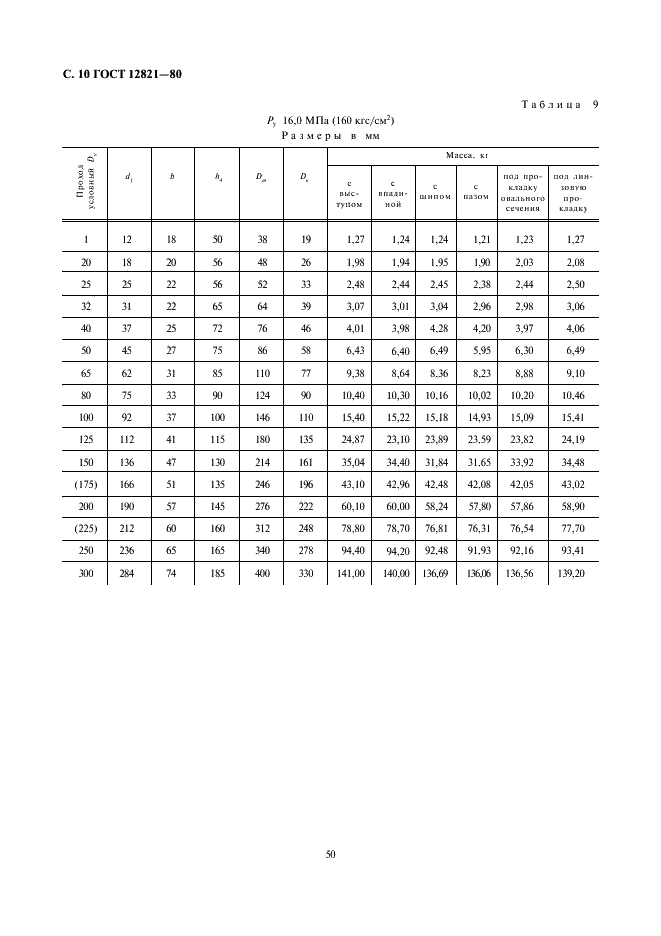 С. 10 ГОСТ 12821—80
Таблица 9
Pу 16,0 МПа (160 кгс/см²)
Размеры в мм
Проход условный Dу | d1 | b | h4 | Dm | Dн | Масса, кг
с выступом | с впадиной | с шипом | с пазом | под прокладку овального сечения | под линзовую прокладку
1 | 12 | 18 | 50 | 38 | 19 | 1,27 | 1,24 | 1,24 | 1,21 | 1,23 | 1,27
20 | 18 | 20 | 56 | 48 | 26 | 1,98 | 1,94 | 1.95 | 1,90 | 2,03 | 2,08
25 | 25 | 22 | 56 | 52 | 33 | 2,48 | 2,44 | 2,45 | 2,38 | 2,44 | 2,50
32 | 31 | 22 | 65 | 64 | 39 | 3,07 | 3,01 | 3,04 | 2,96 | 2,98 | 3,06
40 | 37 | 25 | 72 | 76 | 46 | 4,01 | 3,98 | 4,28 | 4,20 | 3,97 | 4,06
50 | 45 | 27 | 75 | 86 | 58 | 6,43 | 6,40 | 6,49 | 5,95 | 6,30 | 6,49
65 | 62 | 31 | 85 | 110 | 77 | 9,38 | 8,64 | 8,36 | 8,23 | 8,88 | 9,10
80 | 75 | 33 | 90 | 124 | 90 | 10,40 | 10,30 | 10,16 | 10,02 | 10,20 | 10,46
100 | 92 | 37 | 100 | 146 | 110 | 15,40 | 15,22 | 15,18 | 14,93 | 15,09 | 15,41
125 | 112 | 41 | 115 | 180 | 135 | 24,87 | 23,10 | 23,89 | 23,59 | 23,82 | 24,19
150 | 136 | 47 | 130 | 214 | 161 | 35,04 | 34,40 | 31,84 | 31,65 | 33,92 | 34,48
(175) | 166 | 51 | 135 | 246 | 196 | 43,10 | 42,96 | 42,48 | 42,08 | 42,05 | 43,02
200 | 190 | 57 | 145 | 276 | 222 | 60,10 | 60,00 | 58,24 | 57,80 | 57,86 | 58,90
(225) | 212 | 60 | 160 | 312 | 248 | 78,80 | 78,70 | 76,81 | 76,31 | 76,54 | 77,70
250 | 236 | 65 | 165 | 340 | 278 | 94,40 | 94,20 | 92,48 | 91,93 | 92,16 | 93,41
300 | 284 | 74 | 185 | 400 | 330 | 141,00 | 140,00 | 136,69 | 136,06 | 136,56 | 139,20
50